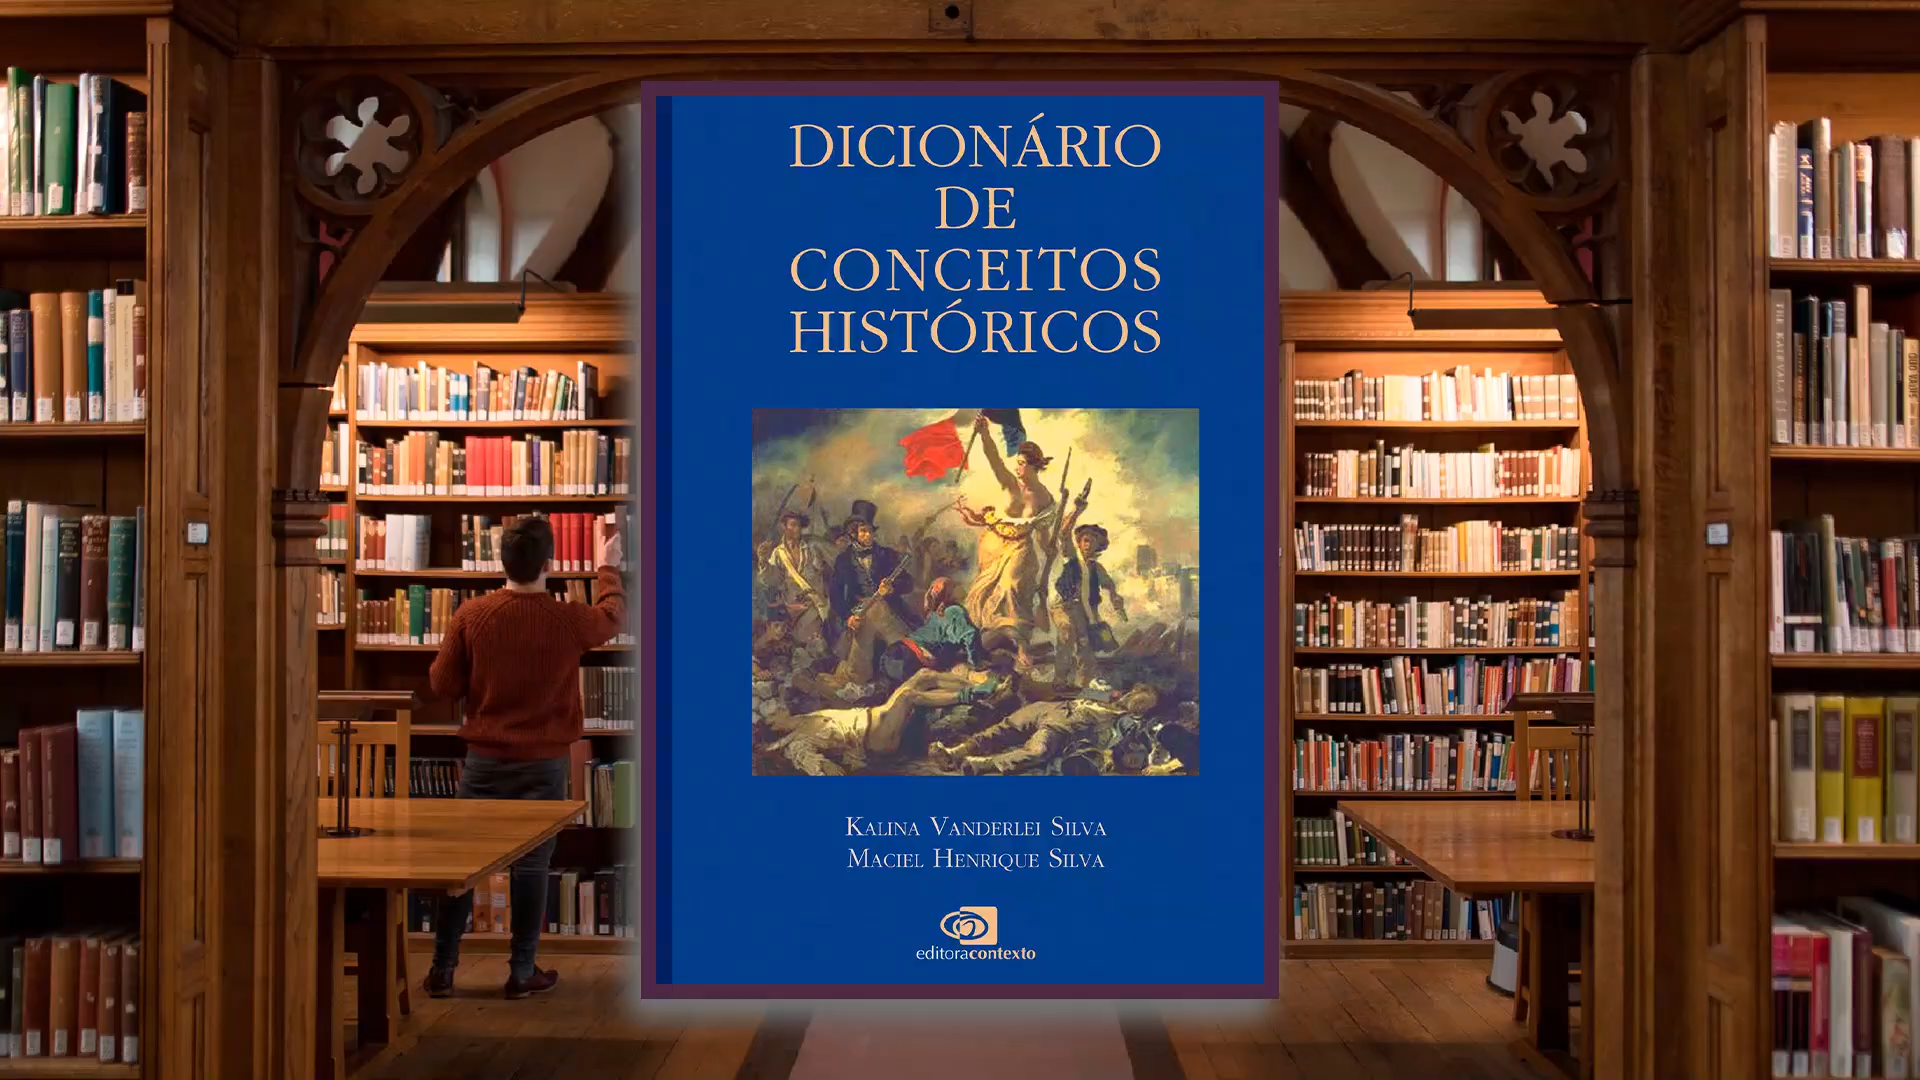 DICIONÁRIO
DE
CONCEITOS
HISTÓRICOS
KALINA VANDERLEI SILVA
MACIEL HENRIQUE SILVA
editoracontexto